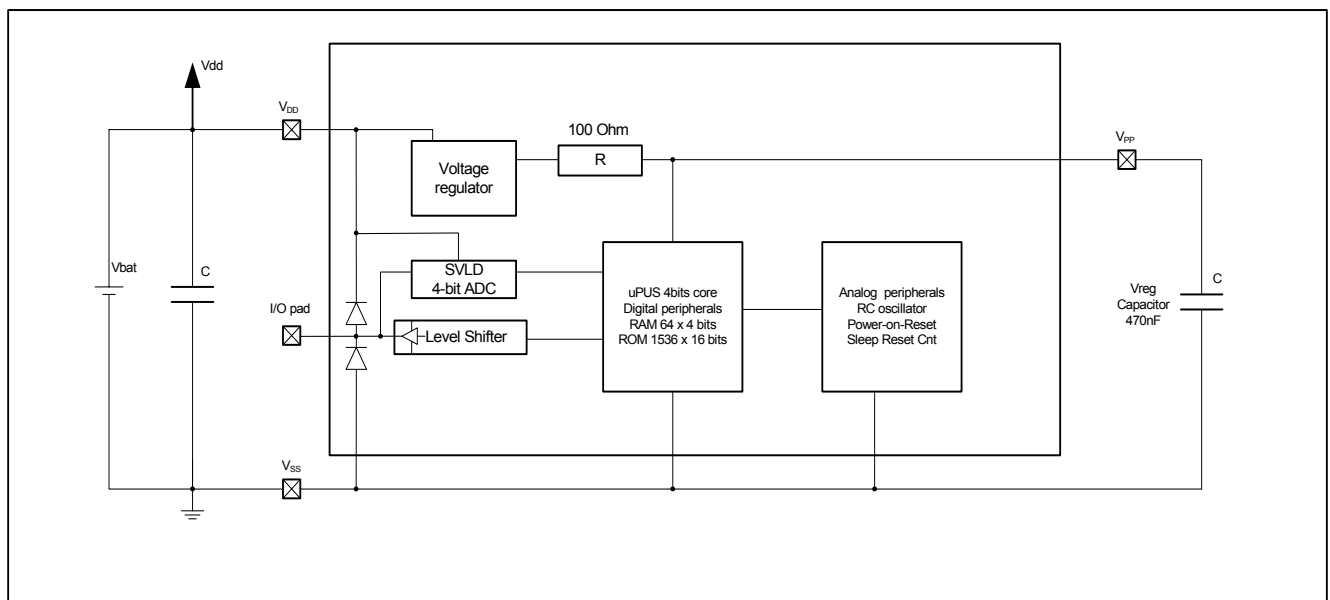 Vdd
VDD
100 Ohm
R
VPP
Voltage
regulator
Vbat
C
SVLD
4-bit ADC
I/O pad
Level Shifter
uPUS 4bits core
Digital peripherals
RAM 64 x 4 bits
ROM 1536 x 16 bits
Analog peripherals
RC oscillator
Power-on-Reset
Sleep Reset Cnt
Vreg
Capacitor
470nF
C
VSS